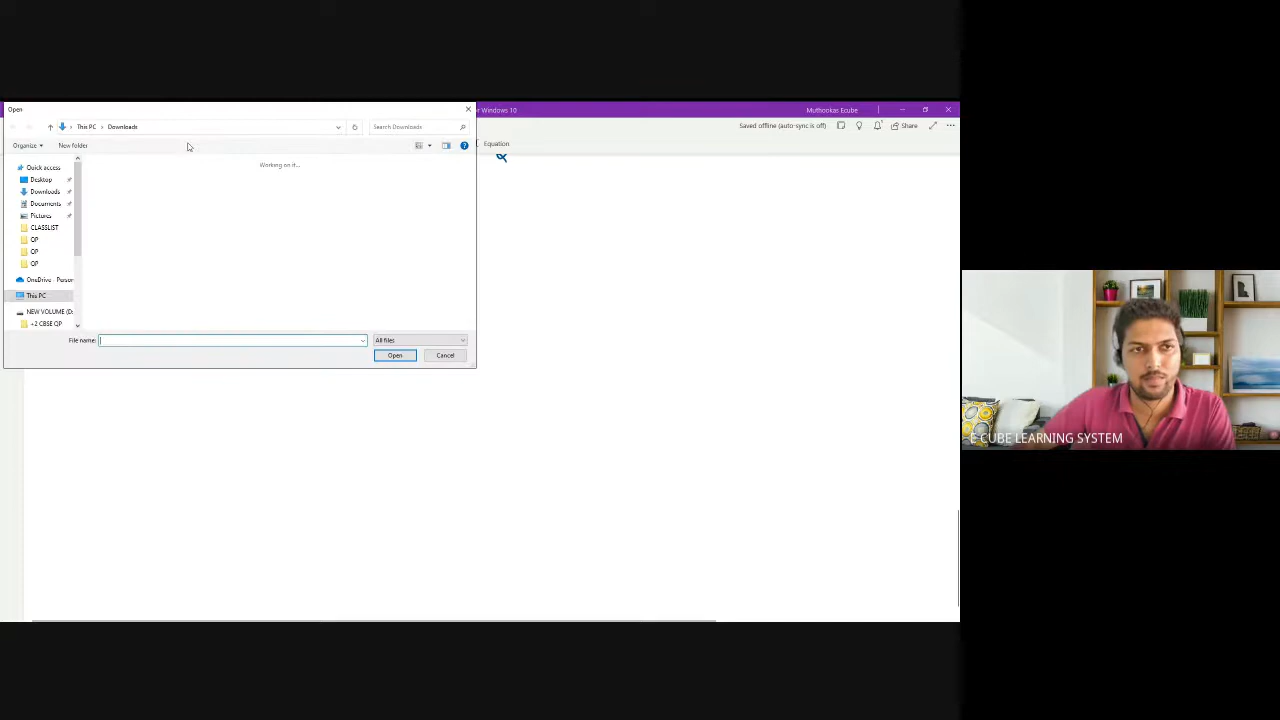 Open
or Windows 10
Muthookas Ecube
This PC
Downloads
Search Downloads
Saved offline (auto-sync is off)
Share
Organize
New folder
Equation
Working on it...
Quick access
Desktop
Downloads
Documents
Pictures
CLASSLIST
QP
QP
QP
OneDrive - Person
This PC
NEW VOLUME (D:
+2 CBSE QP
File name:
All files
Open
Cancel
E CUBE LEARNING SYSTEM